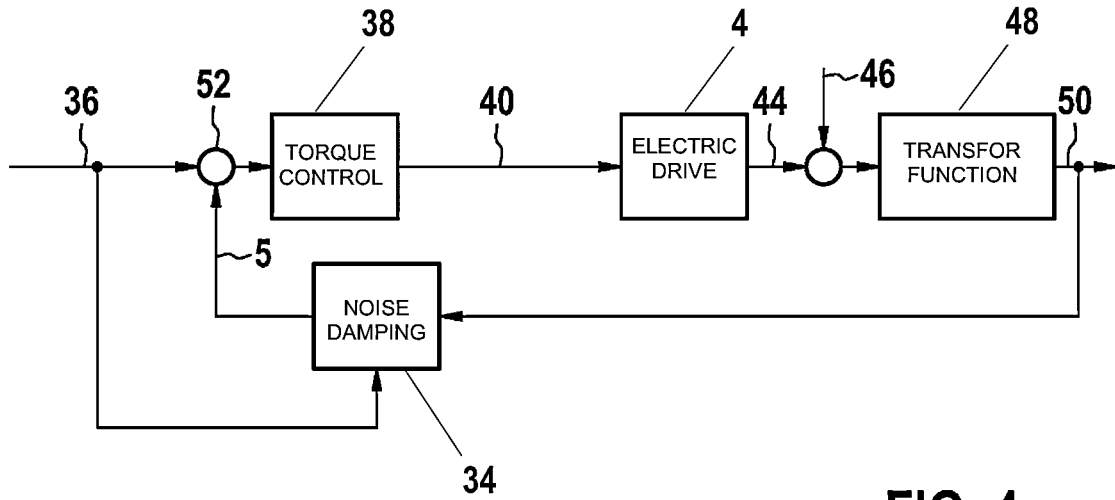 38
4
48
36
52
40
44
46
50
TORQUE
CONTROL
ELECTRIC
DRIVE
TRANSFOR
FUNCTION
5
NOISE
DAMPING
34